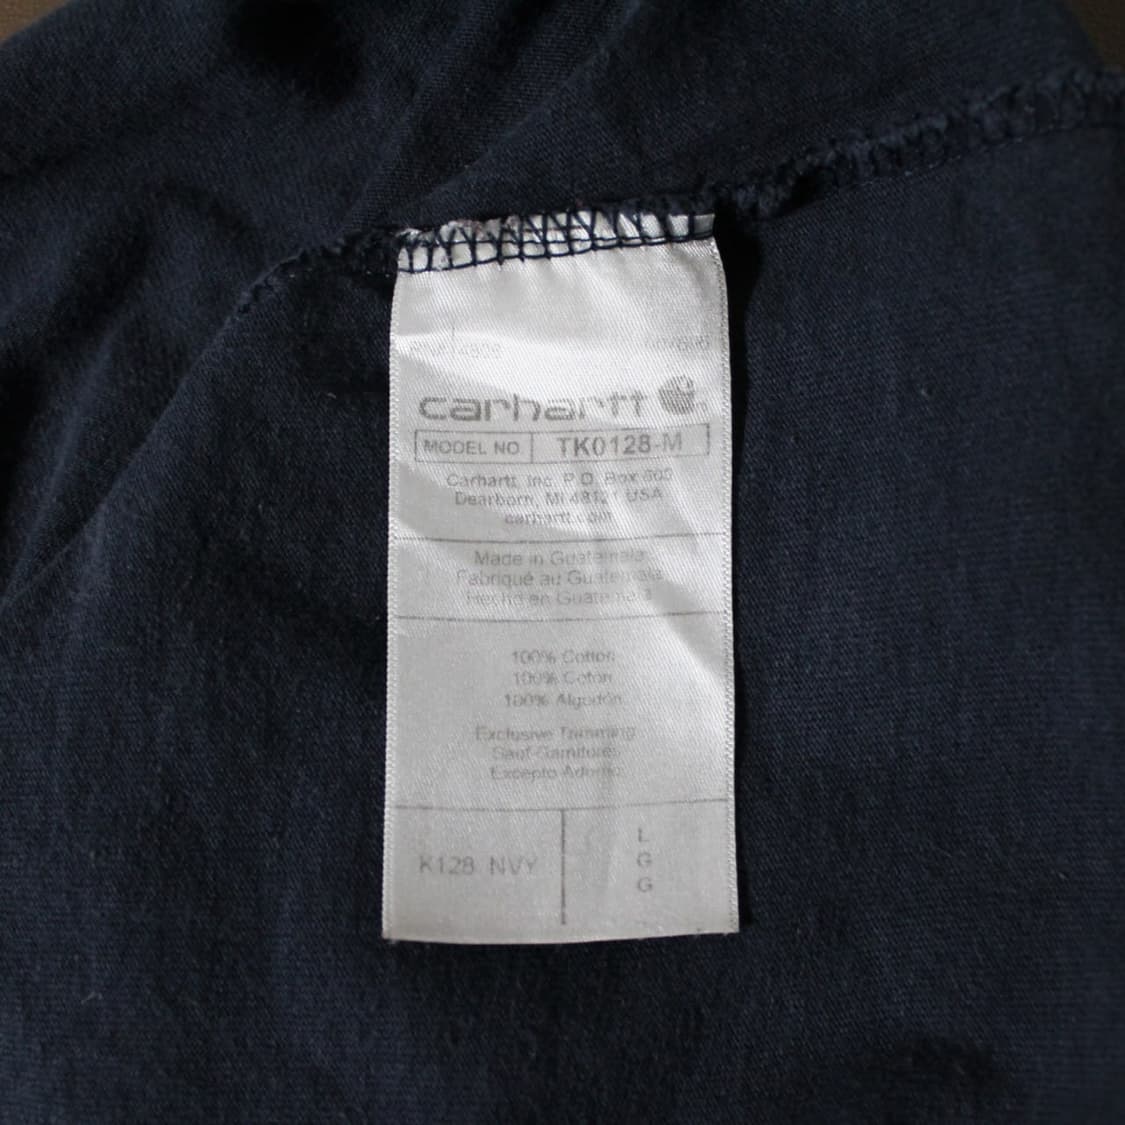 carhartt
MODEL NO. TK0128-M
Carhartt, Inc. P.O. Box
Dearborn, MI 48121 USA
carhartt.com
Made in Guatemala
Fabriqué au Guatemala
Hecho en Guatemala
100% Cotton
100% Coton
100% Algodón
Exclusive Trimming
Sauf Garnitures
Excepto Adorno
K128 NVY
L
G
G